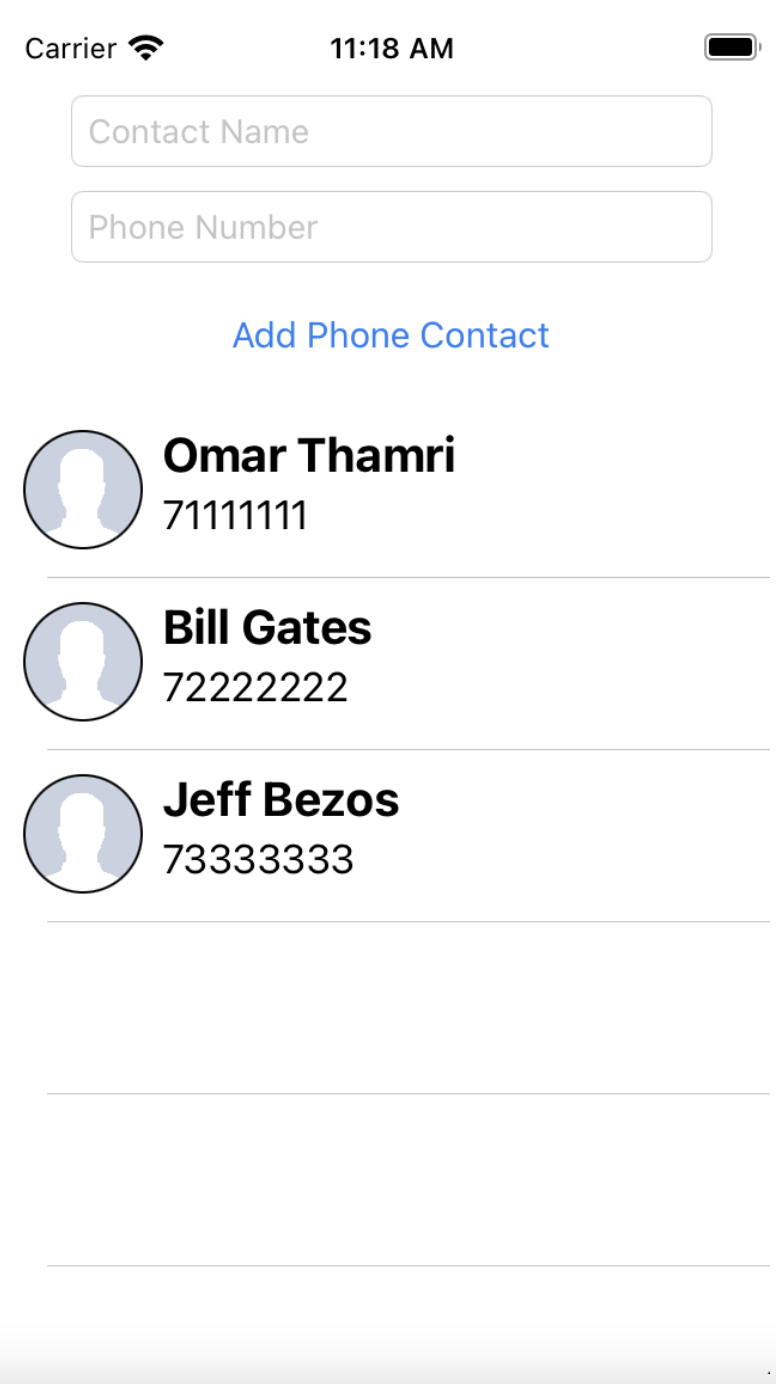 Carrier 11:18 AM
Contact Name
Phone Number
Add Phone Contact
Omar Thamri
71111111
Bill Gates
72222222
Jeff Bezos
73333333